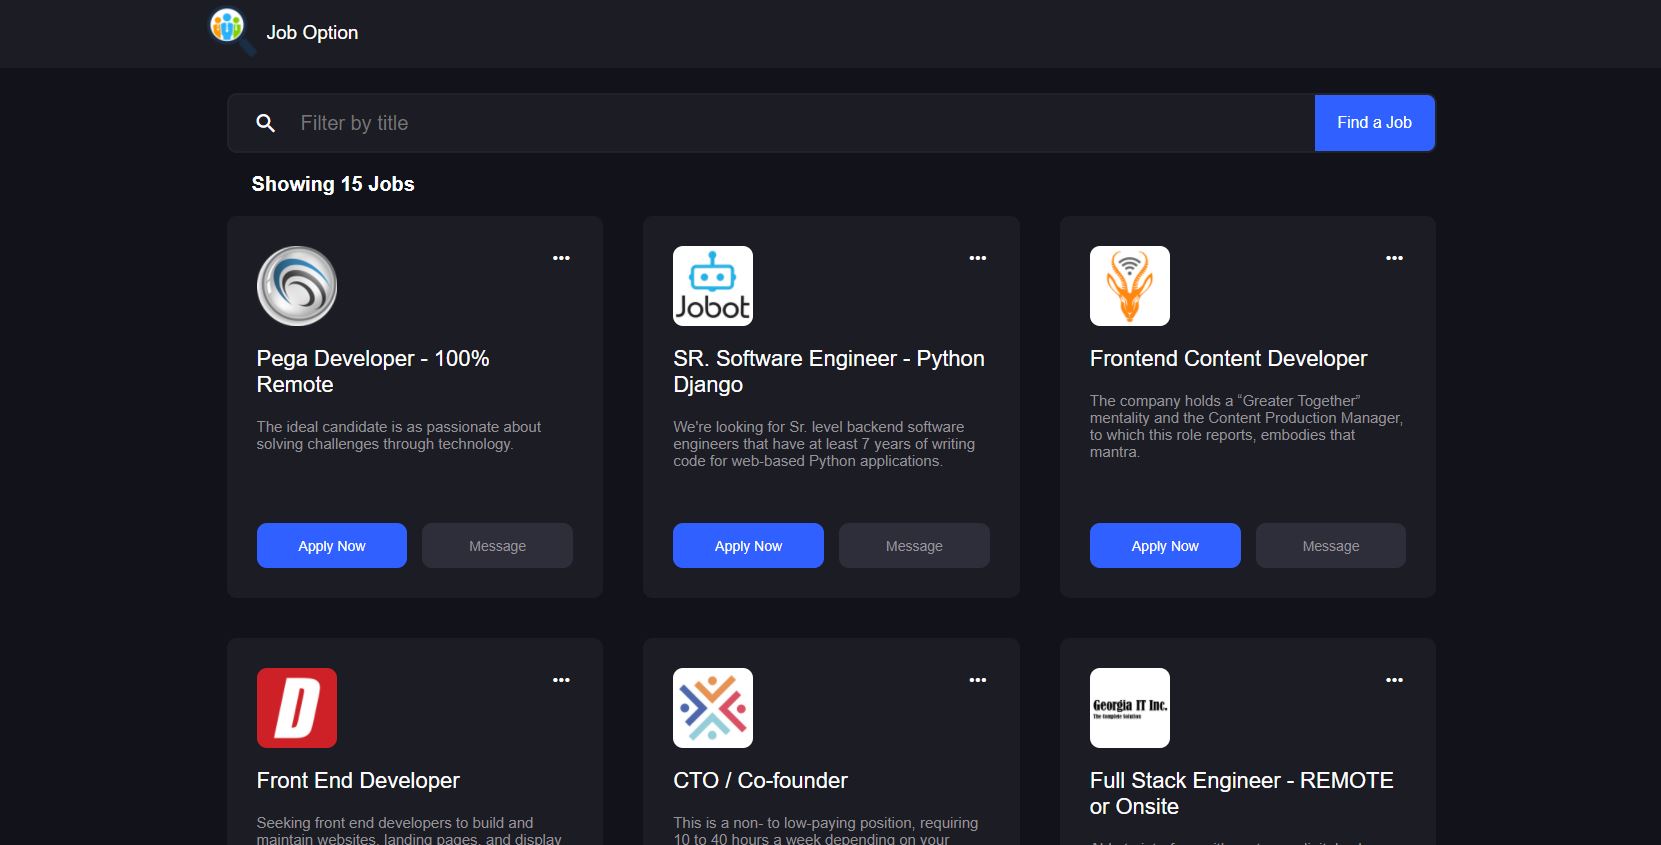 Job Option
Filter by title
Find a Job
Showing 15 Jobs
Pega Developer - 100%
Remote
The ideal candidate is as passionate about
solving challenges through technology.
Apply Now
Message
Jobot
SR. Software Engineer - Python
Django
We're looking for Sr. level backend software
engineers that have at least 7 years of writing
code for web-based Python applications.
Apply Now
Message
Frontend Content Developer
The company holds a “Greater Together”
mentality and the Content Production Manager,
to which this role reports, embodies that
mantra.
Apply Now
Message
D
Front End Developer
Seeking front end developers to build and
maintain websites, landing pages, and display
CTO / Co-founder
This is a non- to low-paying position, requiring
10 to 40 hours a week depending on your
Georgia IT Inc.
The Complete Solution
Full Stack Engineer - REMOTE
or Onsite